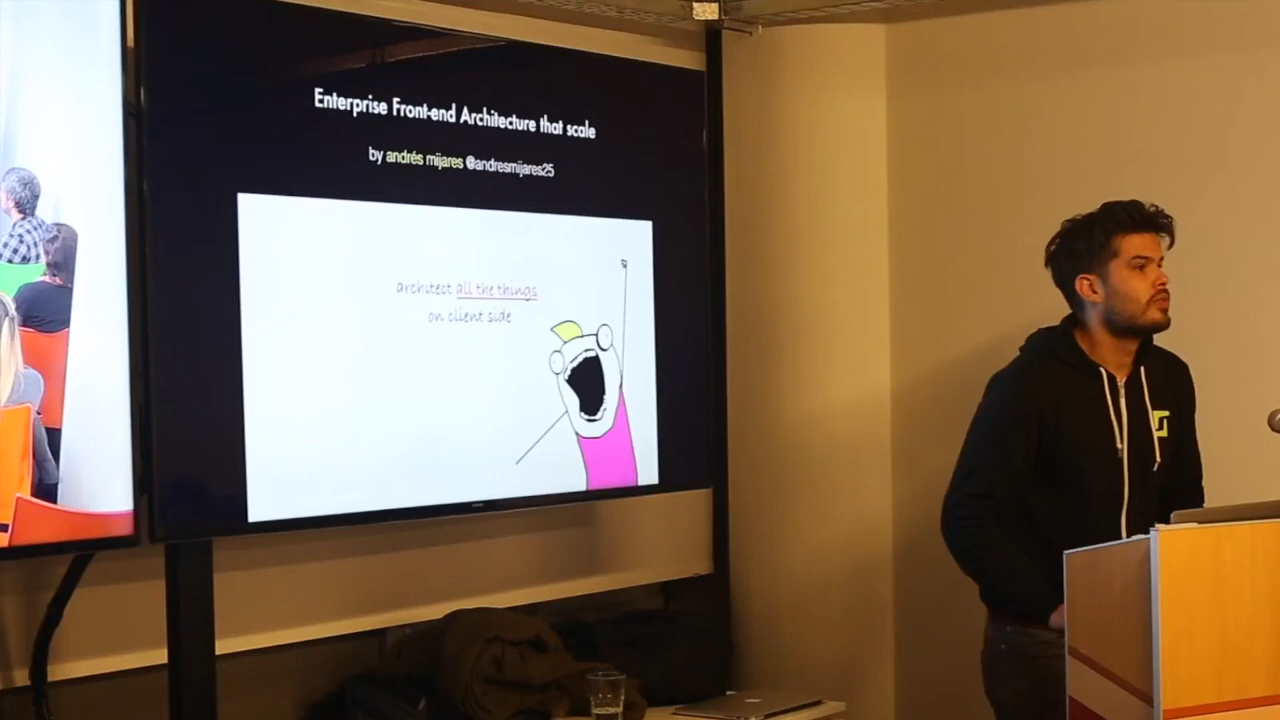 Enterprise Front-end Architecture that scale
by andrés mijares @andresmijares25
architect all the things
on client side